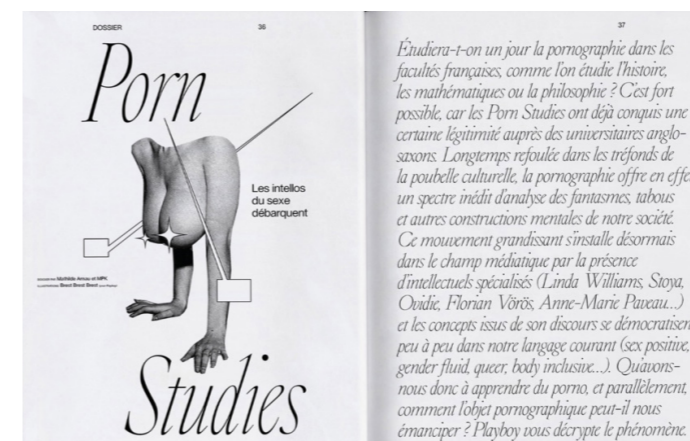 DOSSIER
36
Porn
Les intellos
du sexe
débarquent
Studies
37
Étudiera-t-on un jour la pornographie dans les
facultés françaises, comme l'on étudie l'histoire,
les mathématiques ou la philosophie ? C'est fort
possible, car les Porn Studies ont déjà conquis une
certaine légitimité auprès des universitaires anglo-
saxons. Longtemps refoulée dans les tréfonds de
la poubelle culturelle, la pornographie offre en effe
un spectre inédit d'analyse des fantasmes, tabous
et autres constructions mentales de notre société.
Ce mouvement grandissant s'installe désormais
dans le champ médiatique par la présence
d'intellectuels spécialisés (Linda Williams, Stoya,
Ovidie, Florian Vörös, Anne-Marie Paveau...)
et les concepts issus de son discours se démocratisen
peu à peu dans notre langage courant (sex positive,
gender fluid, queer, body inclusive...). Qu'avons-
nous donc à apprendre du porno, et parallèlement,
comment l'objet pornographique peut-il nous
émanciper ? Playboy vous décrypte le phénomène.